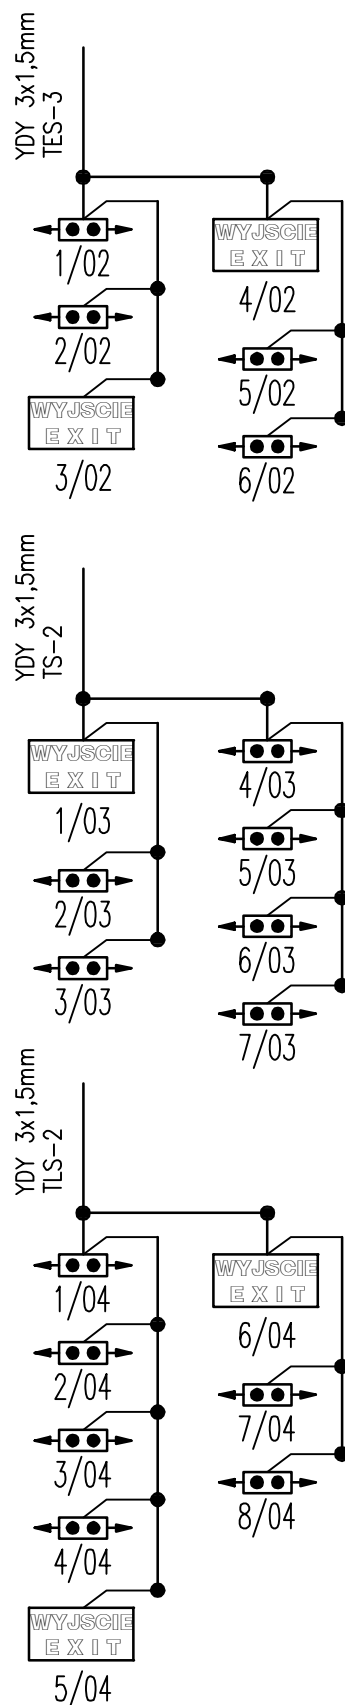 YDY 3x1,5mm
TES-3
1/02
2/02
WYJSCIE
EXIT
3/02
WYJSCIE
EXIT
4/02
5/02
6/02
YDY 3x1,5mm
TS-2
WYJSCIE
EXIT
1/03
2/03
3/03
4/03
5/03
6/03
7/03
YDY 3x1,5mm
TLS-2
1/04
2/04
3/04
4/04
WYJSCIE
EXIT
5/04
WYJSCIE
EXIT
6/04
7/04
8/04